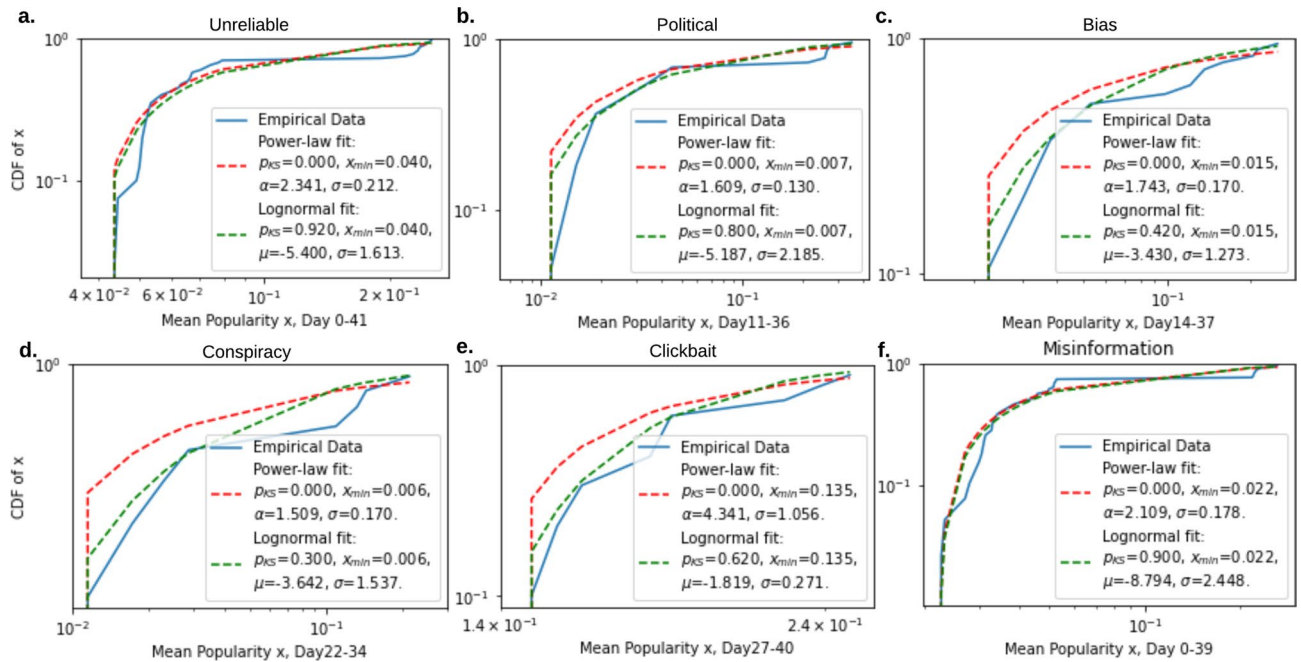 a.
Unreliable
10⁰
10⁻¹
CDF of x
4 × 10⁻² 6 × 10⁻² 10⁻¹ 2 × 10⁻¹
Mean Popularity x, Day 0-41
Empirical Data
Power-law fit:
p_KS=0.000, x_min=0.040,
α=2.341, σ=0.212.
Lognormal fit:
p_KS=0.920, x_min=0.040,
μ=-5.400, σ=1.613.
b.
Political
10⁰
10⁻¹
10⁻² 10⁻¹
Mean Popularity x, Day11-36
Empirical Data
Power-law fit:
p_KS=0.000, x_min=0.007,
α=1.609, σ=0.130.
Lognormal fit:
p_KS=0.800, x_min=0.007,
μ=-5.187, σ=2.185.
c.
Bias
10⁰
10⁻¹
10⁻¹
Mean Popularity x, Day14-37
Empirical Data
Power-law fit:
p_KS=0.000, x_min=0.015,
α=1.743, σ=0.170.
Lognormal fit:
p_KS=0.420, x_min=0.015,
μ=-3.430, σ=1.273.
d.
Conspiracy
10⁰
CDF of x
10⁻² 10⁻¹
Mean Popularity x, Day22-34
Empirical Data
Power-law fit:
p_KS=0.000, x_min=0.006,
α=1.509, σ=0.170.
Lognormal fit:
p_KS=0.300, x_min=0.006,
μ=-3.642, σ=1.537.
e.
Clickbait
10⁰
10⁻¹
1.4 × 10⁻¹ 2.4 × 10⁻¹
Mean Popularity x, Day27-40
Empirical Data
Power-law fit:
p_KS=0.000, x_min=0.135,
α=4.341, σ=1.056.
Lognormal fit:
p_KS=0.620, x_min=0.135,
μ=-1.819, σ=0.271.
f.
Misinformation
10⁰
10⁻¹
10⁻¹
Mean Popularity x, Day 0-39
Empirical Data
Power-law fit:
p_KS=0.000, x_min=0.022,
α=2.109, σ=0.178.
Lognormal fit:
p_KS=0.900, x_min=0.022,
μ=-8.794, σ=2.448.